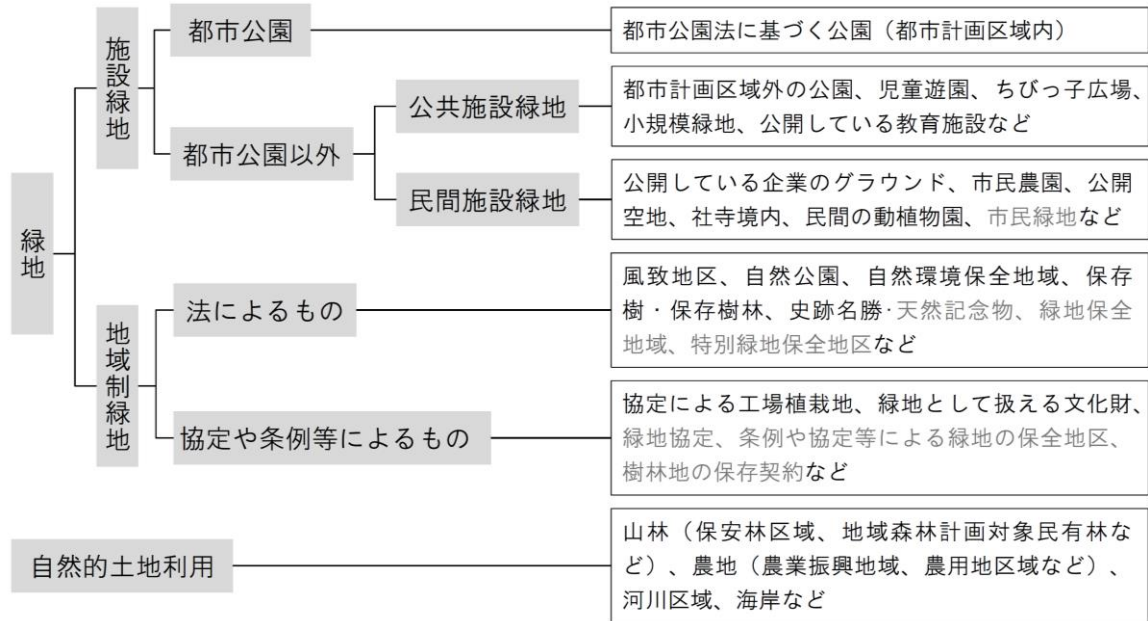 緑地
施設緑地
都市公園
都市公園法に基づく公園（都市計画区域内）
都市公園以外
公共施設緑地
都市計画区域外の公園、児童遊園、ちびっ子広場、
小規模緑地、公開している教育施設など
民間施設緑地
公開している企業のグラウンド、市民農園、公開
空地、社寺境内、民間の動植物園、市民緑地など
地域制緑地
法によるもの
風致地区、自然公園、自然環境保全地域、保存
樹・保存樹林、史跡名勝・天然記念物、緑地保全
地域、特別緑地保全地区など
協定や条例等によるもの
協定による工場植栽地、緑地として扱える文化財、
緑地協定、条例や協定等による緑地の保全地区、
樹林地の保存契約など
自然的土地利用
山林（保安林区域、地域森林計画対象民有林な
ど）、農地（農業振興地域、農用地区域など）、
河川区域、海岸など